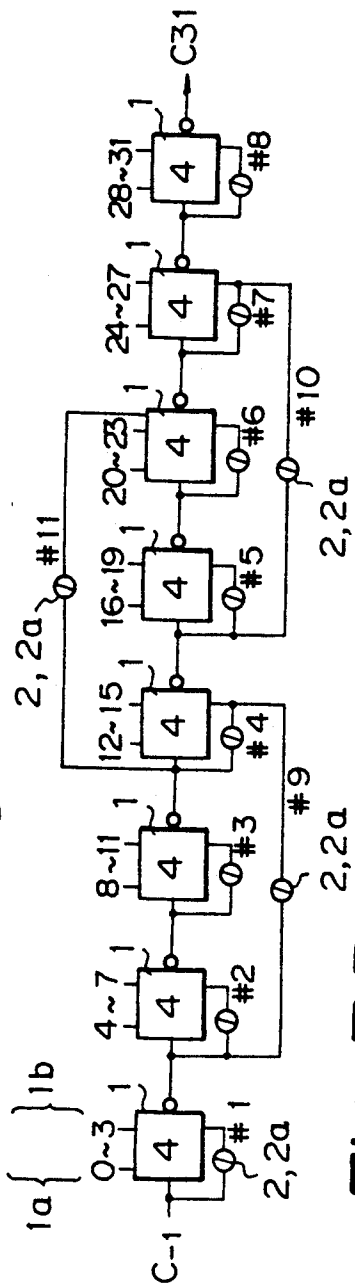 1a 1b
C-1
0~3 1 4 #1
2,2a
4~7 1 4 #2
8~11 1 4 #3
12~15 1 4 #4
#9
2,2a
16~19 1 4 #5
20~23 1 4 #6
#11
2,2a
24~27 1 4 #7
#10
2,2a
28~31 1 4 #8
C31